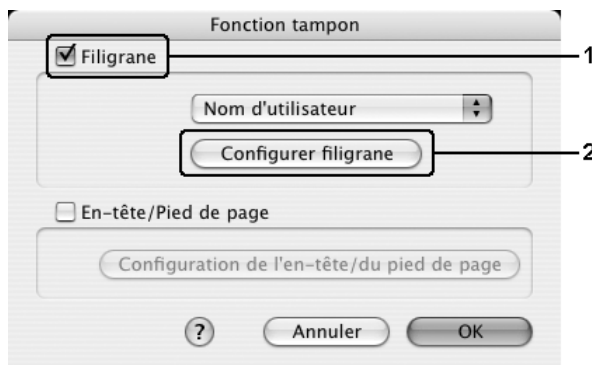 Fonction tampon
Filigrane
1
Nom d'utilisateur
Configurer filigrane
2
En-tête/Pied de page
Configuration de l'en-tête/du pied de page
? Annuler OK